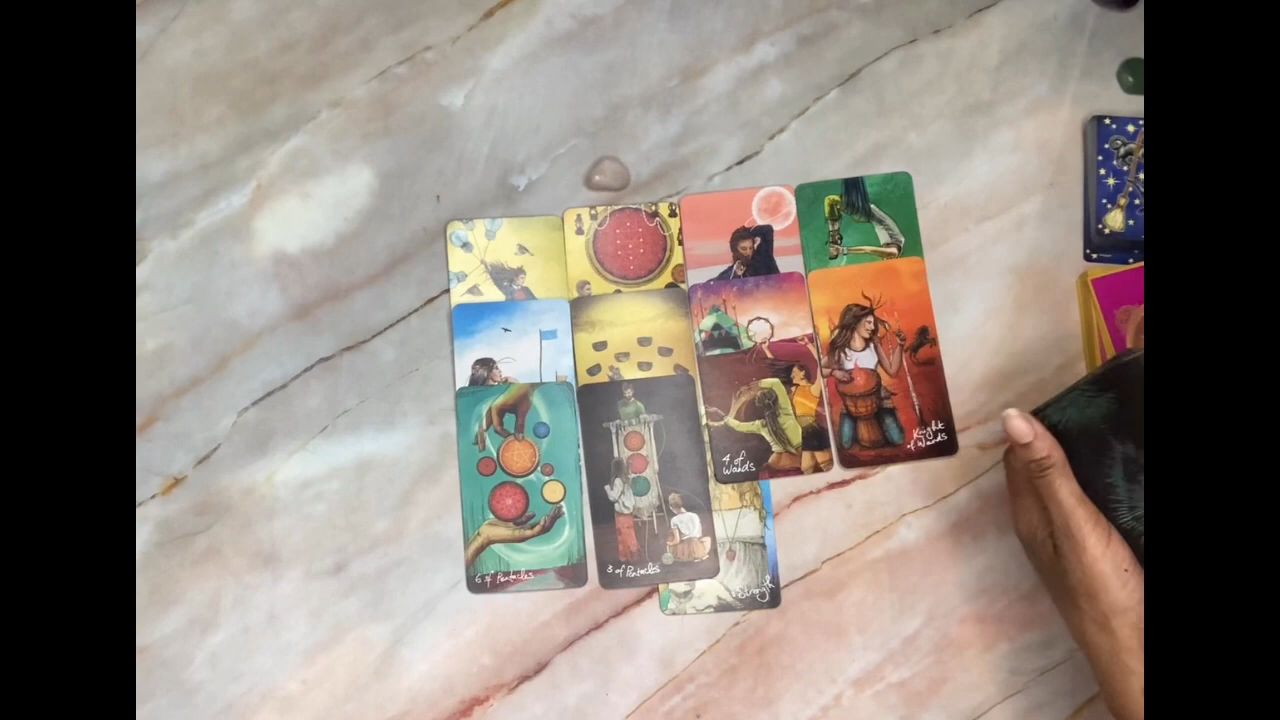 4 of
Wands
Knight
of Wands
6 of Pentacles
3 of Pentacles
Strength